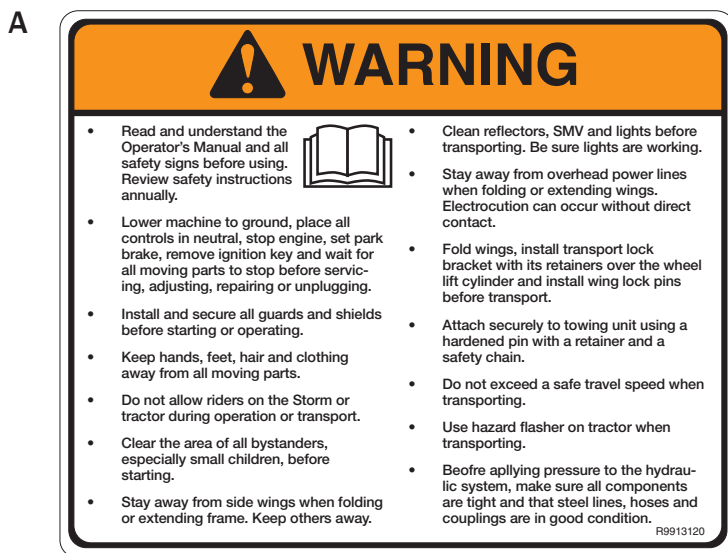 A
WARNING
• Read and understand the
Operator's Manual and all
safety signs before using.
Review safety instructions
annually.
• Lower machine to ground, place all
controls in neutral, stop engine, set park
brake, remove ignition key and wait for
all moving parts to stop before servic-
ing, adjusting, repairing or unplugging.
• Install and secure all guards and shields
before starting or operating.
• Keep hands, feet, hair and clothing
away from all moving parts.
• Do not allow riders on the Storm or
tractor during operation or transport.
• Clear the area of all bystanders,
especially small children, before
starting.
• Stay away from side wings when folding
or extending frame. Keep others away.
• Clean reflectors, SMV and lights before
transporting. Be sure lights are working.
• Stay away from overhead power lines
when folding or extending wings.
Electrocution can occur without direct
contact.
• Fold wings, install transport lock
bracket with its retainers over the wheel
lift cylinder and install wing lock pins
before transport.
• Attach securely to towing unit using a
hardened pin with a retainer and a
safety chain.
• Do not exceed a safe travel speed when
transporting.
• Use hazard flasher on tractor when
transporting.
• Beofre apllying pressure to the hydrau-
lic system, make sure all components
are tight and that steel lines, hoses and
couplings are in good condition.
R9913120